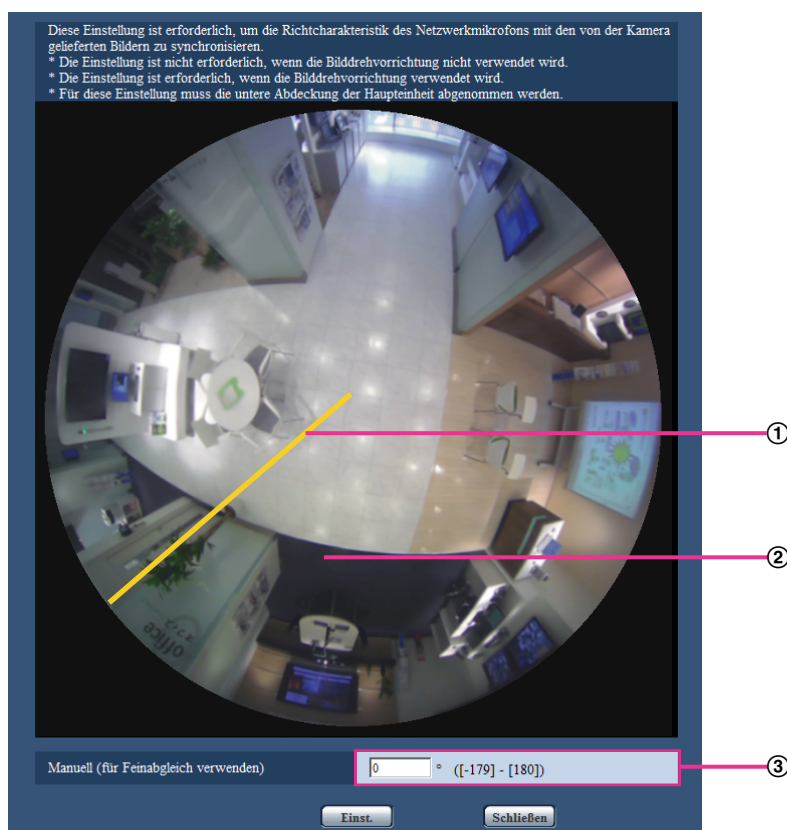 Diese Einstellung ist erforderlich, um die Richtcharakteristik des Netzwerkmikrofons mit den von der Kamera
gelieferten Bildern zu synchronisieren.
* Die Einstellung ist nicht erforderlich, wenn die Bilddrehvorrichtung nicht verwendet wird.
* Die Einstellung ist erforderlich, wenn die Bilddrehvorrichtung verwendet wird.
* Für diese Einstellung muss die untere Abdeckung der Haupteinheit abgenommen werden.
①
②
office
Manuell (für Feinabgleich verwenden) 0 ° ([-179] - [180]) ③
Einst. Schließen